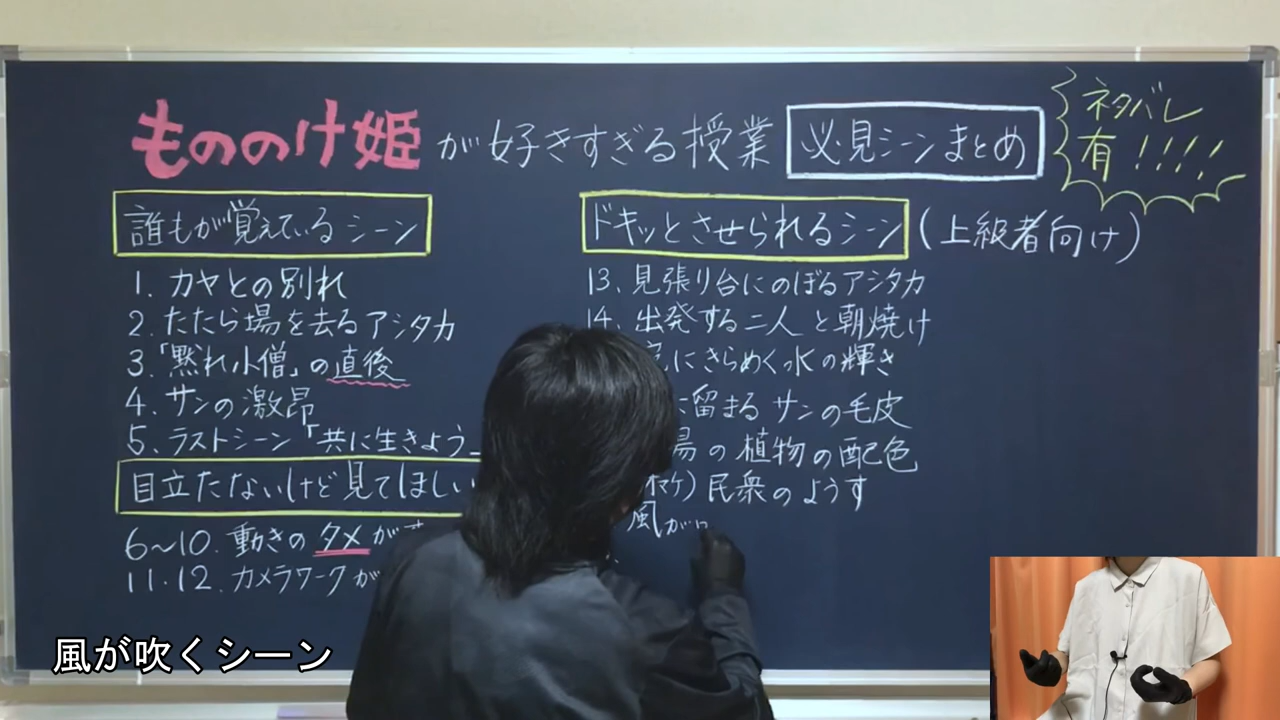 もののけ姫が好きすぎる授業 必見シーンまとめ
ネタバレ
有!!!!
誰もが覚えているシーン
1. カヤとの別れ
2. たたら場を去るアシタカ
3.「黙れ小僧」の直後
4. サンの激昂
5. ラストシーン「共に生きよう」
目立たないけど見てほしい
6~10. 動きのタメが
11・12. カメラワークが
ドキッとさせられるシーン(上級者向け)
13. 見張り台にのぼるアシタカ
14. 出発する二人と朝焼け
にきらめく水の輝き
に留まるサンの毛皮
場の植物の配色
マケ)民衆のようす
風が
風が吹くシーン